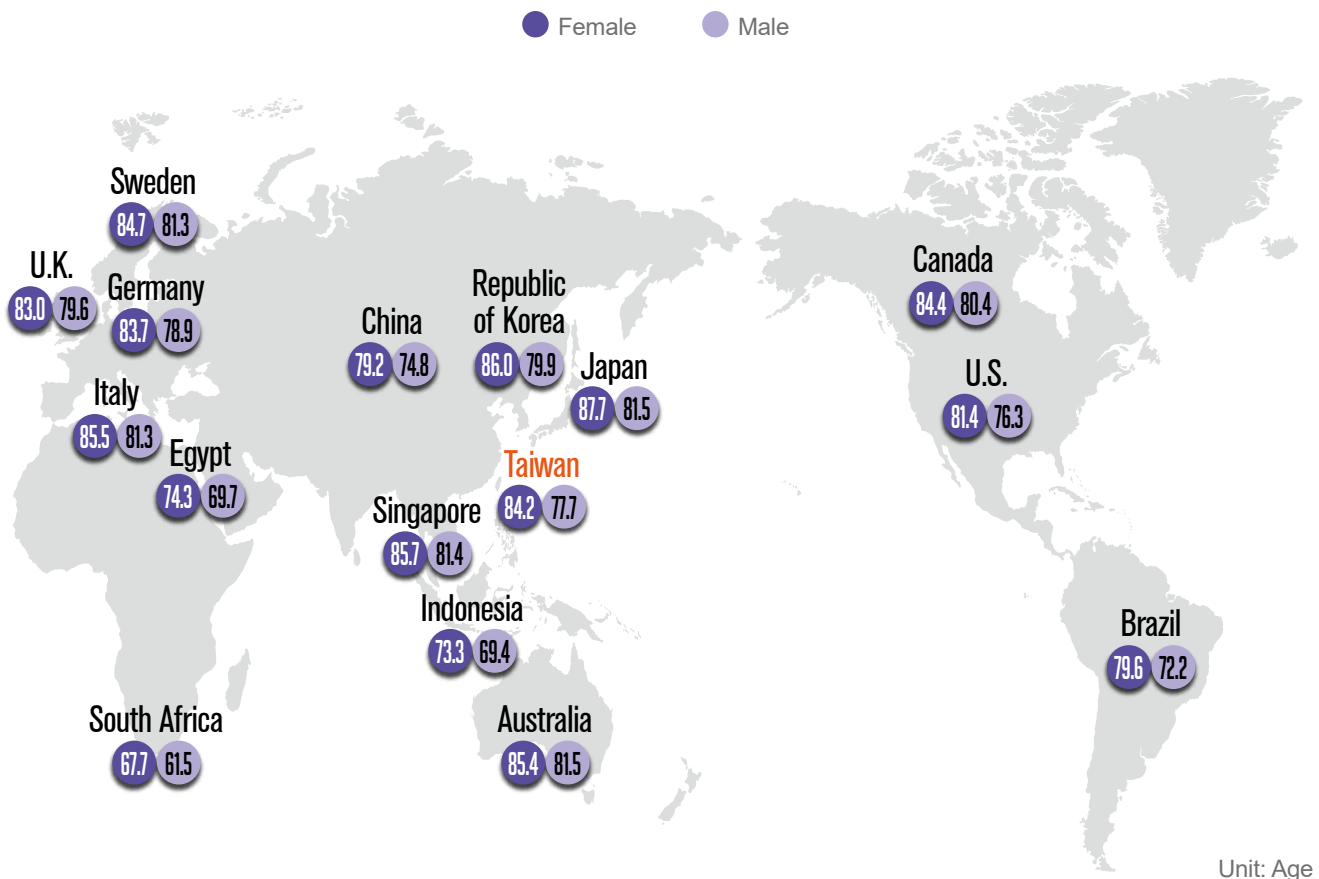 Female Male
Sweden
84.7 81.3
U.K.
83.0 79.6
Germany
83.7 78.9
Italy
85.5 81.3
Egypt
74.3 69.7
South Africa
67.7 61.5
China
79.2 74.8
Republic
of Korea
86.0 79.9
Japan
87.7 81.5
Taiwan
84.2 77.7
Singapore
85.7 81.4
Indonesia
73.3 69.4
Australia
85.4 81.5
Canada
84.4 80.4
U.S.
81.4 76.3
Brazil
79.6 72.2
Unit: Age